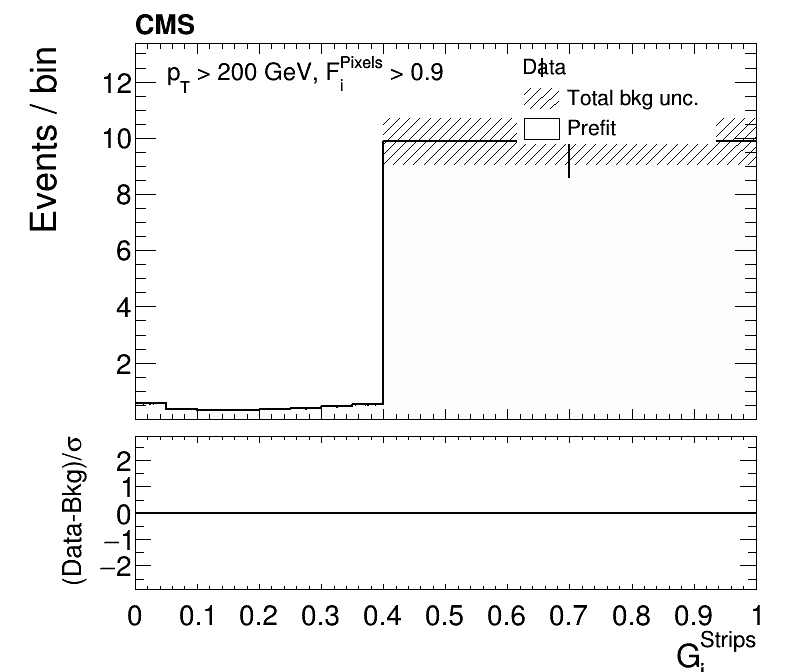 CMS
p_T > 200 GeV, F_i^Pixels > 0.9
Data
Total bkg unc.
Prefit
Events / bin
12
10
8
6
4
2
(Data-Bkg)/σ
2
1
0
−1
−2
0 0.1 0.2 0.3 0.4 0.5 0.6 0.7 0.8 0.9 1
G_i^Strips